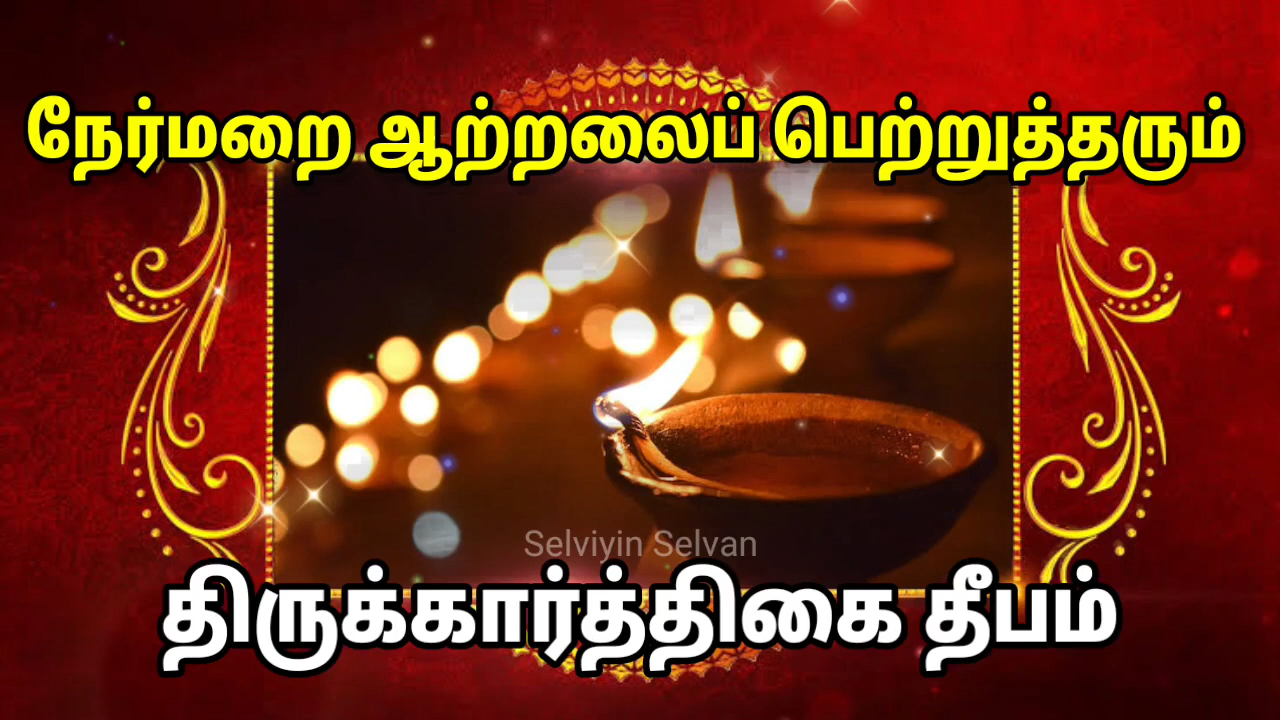 நேர்மறை ஆற்றலைப் பெற்றுத்தரும்
Selviyin Selvan
திருக்கார்த்திகை தீபம்